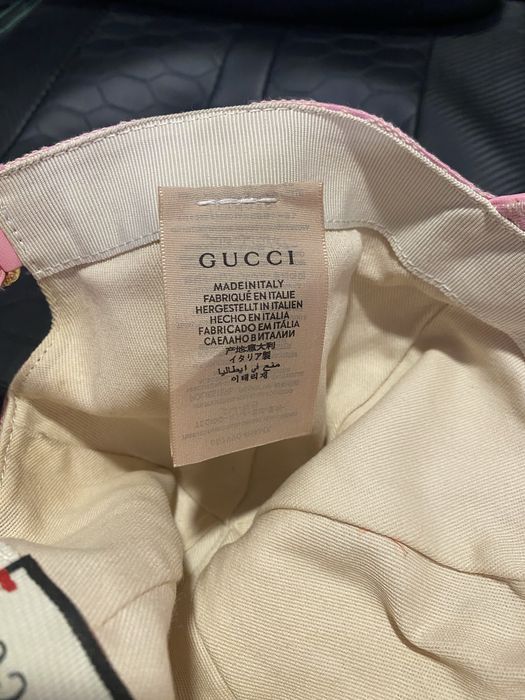 GUCCI
MADE IN ITALY
FABRIQUÉ EN ITALIE
HERGESTELLT IN ITALIEN
HECHO EN ITALIA
FABRICADO EM ITÁLIA
СДЕЛАНО В ИТАЛИИ
产地:意大利
イタリア製
صنع في إيطاليا
이태리제